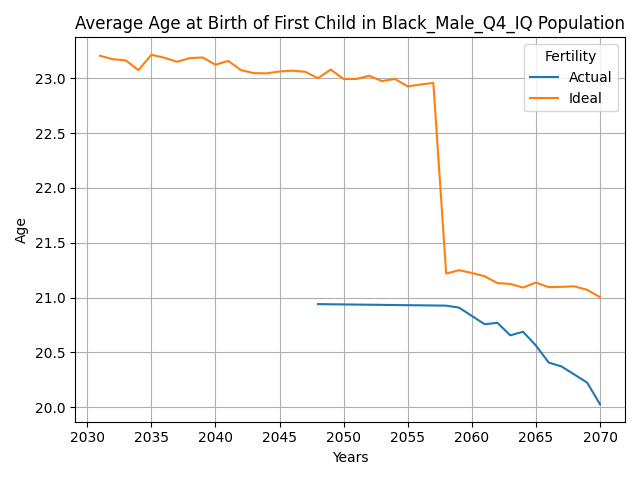 Average Age at Birth of First Child in Black_Male_Q4_IQ Population
Fertility
Actual
Ideal
Age
23.0
22.5
22.0
21.5
21.0
20.5
20.0
2030 2035 2040 2045 2050 2055 2060 2065 2070
Years